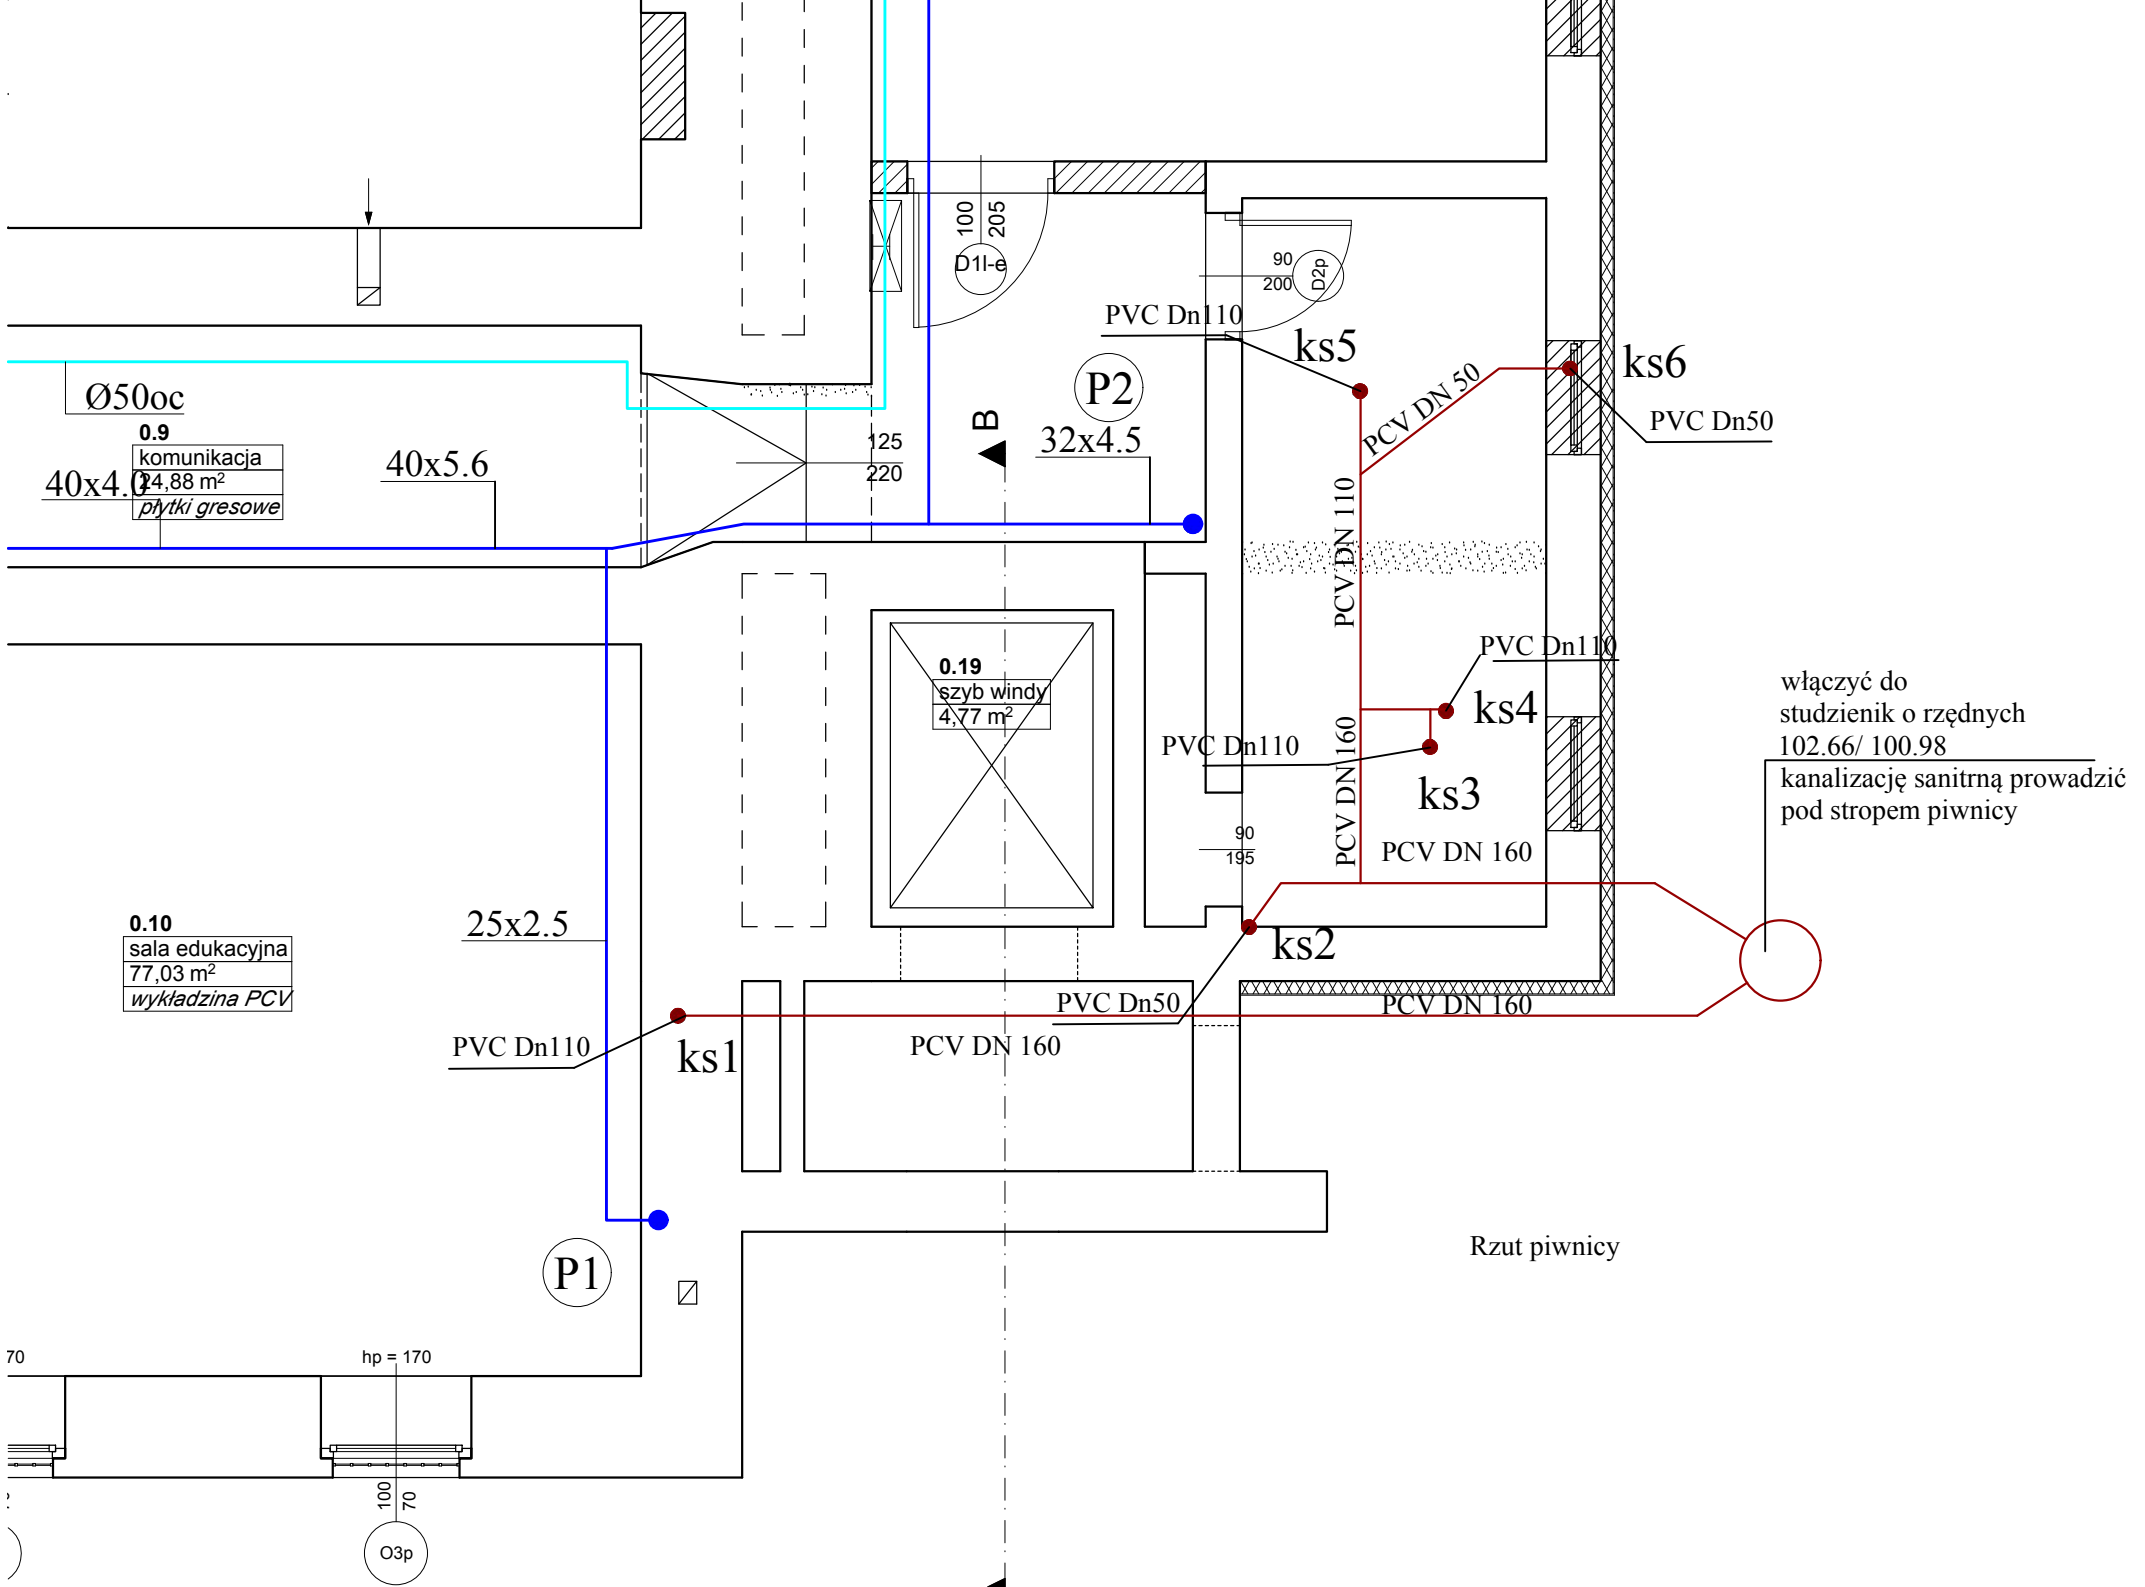 100
205
D1l-e
90
200
D2p
PVC Dn110
ks5
ks6
PCV DN 50
PVC Dn50
Ø50oc
0.9
komunikacja
24,88 m²
płytki gresowe
40x4.0
40x5.6
125
220
B
P2
32x4.5
PCV DN 110
PVC Dn110
ks4
0.19
szyb windy
4,77 m²
PVC Dn110
ks3
PCV DN 160
PCV DN 160
90
195
włączyć do
studzienik o rzędnych
102.66/ 100.98
kanalizację sanitrną prowadzić
pod stropem piwnicy
0.10
sala edukacyjna
77,03 m²
wykładzina PCV
25x2.5
ks2
PVC Dn50
PCV DN 160
PVC Dn110
ks1
PCV DN 160
P1
Rzut piwnicy
70
hp = 170
100
70
O3p